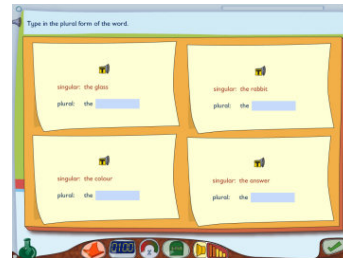 Type in the plural form of the word.
singular: the glass
plural: the
singular: the rabbit
plural: the
singular: the colour
plural: the
singular: the answer
plural: the
0100